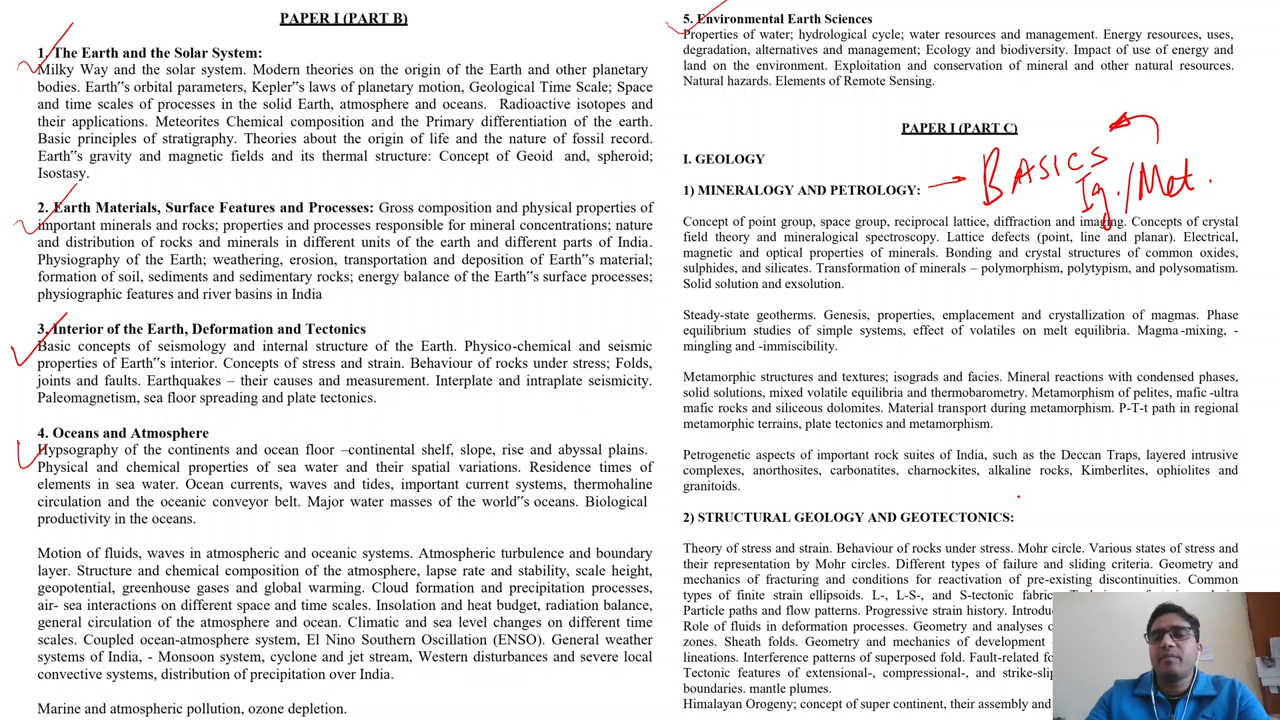 PAPER I (PART B)
1. The Earth and the Solar System:
Milky Way and the solar system. Modern theories on the origin of the Earth and other planetary
bodies. Earth‟s orbital parameters, Kepler‟s laws of planetary motion, Geological Time Scale; Space
and time scales of processes in the solid Earth, atmosphere and oceans. Radioactive isotopes and
their applications. Meteorites Chemical composition and the Primary differentiation of the earth.
Basic principles of stratigraphy. Theories about the origin of life and the nature of fossil record.
Earth‟s gravity and magnetic fields and its thermal structure: Concept of Geoid and, spheroid;
Isostasy.
2. Earth Materials, Surface Features and Processes: Gross composition and physical properties of
important minerals and rocks; properties and processes responsible for mineral concentrations; nature
and distribution of rocks and minerals in different units of the earth and different parts of India.
Physiography of the Earth; weathering, erosion, transportation and deposition of Earth‟s material;
formation of soil, sediments and sedimentary rocks; energy balance of the Earth‟s surface processes;
physiographic features and river basins in India
3. Interior of the Earth, Deformation and Tectonics
Basic concepts of seismology and internal structure of the Earth. Physico-chemical and seismic
properties of Earth‟s interior. Concepts of stress and strain. Behaviour of rocks under stress; Folds,
joints and faults. Earthquakes – their causes and measurement. Interplate and intraplate seismicity.
Paleomagnetism, sea floor spreading and plate tectonics.
4. Oceans and Atmosphere
Hypsography of the continents and ocean floor –continental shelf, slope, rise and abyssal plains.
Physical and chemical properties of sea water and their spatial variations. Residence times of
elements in sea water. Ocean currents, waves and tides, important current systems, thermohaline
circulation and the oceanic conveyor belt. Major water masses of the world‟s oceans. Biological
productivity in the oceans.
Motion of fluids, waves in atmospheric and oceanic systems. Atmospheric turbulence and boundary
layer. Structure and chemical composition of the atmosphere, lapse rate and stability, scale height,
geopotential, greenhouse gases and global warming. Cloud formation and precipitation processes,
air- sea interactions on different space and time scales. Insolation and heat budget, radiation balance,
general circulation of the atmosphere and ocean. Climatic and sea level changes on different time
scales. Coupled ocean-atmosphere system, El Nino Southern Oscillation (ENSO). General weather
systems of India, - Monsoon system, cyclone and jet stream, Western disturbances and severe local
convective systems, distribution of precipitation over India.
Marine and atmospheric pollution, ozone depletion.
5. Environmental Earth Sciences
Properties of water; hydrological cycle; water resources and management. Energy resources, uses,
degradation, alternatives and management; Ecology and biodiversity. Impact of use of energy and
land on the environment. Exploitation and conservation of mineral and other natural resources.
Natural hazards. Elements of Remote Sensing.
PAPER I (PART C)
I. GEOLOGY
1) MINERALOGY AND PETROLOGY: BASICS
Ig./Met.
Concept of point group, space group, reciprocal lattice, diffraction and imaging. Concepts of crystal
field theory and mineralogical spectroscopy. Lattice defects (point, line and planar). Electrical,
magnetic and optical properties of minerals. Bonding and crystal structures of common oxides,
sulphides, and silicates. Transformation of minerals – polymorphism, polytypism, and polysomatism.
Solid solution and exsolution.
Steady-state geotherms. Genesis, properties, emplacement and crystallization of magmas. Phase
equilibrium studies of simple systems, effect of volatiles on melt equilibria. Magma -mixing, -
mingling and -immiscibility.
Metamorphic structures and textures; isograds and facies. Mineral reactions with condensed phases,
solid solutions, mixed volatile equilibria and thermobarometry. Metamorphism of pelites, mafic -ultra
mafic rocks and siliceous dolomites. Material transport during metamorphism. P-T-t path in regional
metamorphic terrains, plate tectonics and metamorphism.
Petrogenetic aspects of important rock suites of India, such as the Deccan Traps, layered intrusive
complexes, anorthosites, carbonatites, charnockites, alkaline rocks, Kimberlites, ophiolites and
granitoids.
2) STRUCTURAL GEOLOGY AND GEOTECTONICS:
Theory of stress and strain. Behaviour of rocks under stress. Mohr circle. Various states of stress and
their representation by Mohr circles. Different types of failure and sliding criteria. Geometry and
mechanics of fracturing and conditions for reactivation of pre-existing discontinuities. Common
types of finite strain ellipsoids. L-, L-S-, and S-tectonic
Particle paths and flow patterns. Progressive strain history.
Role of fluids in deformation processes. Geometry and analyses
zones. Sheath folds. Geometry and mechanics of development
lineations. Interference patterns of superposed fold. Fault-related
Tectonic features of extensional-, compressional-, and
boundaries. mantle plumes.
Himalayan Orogeny; concept of super continent, their assembly and